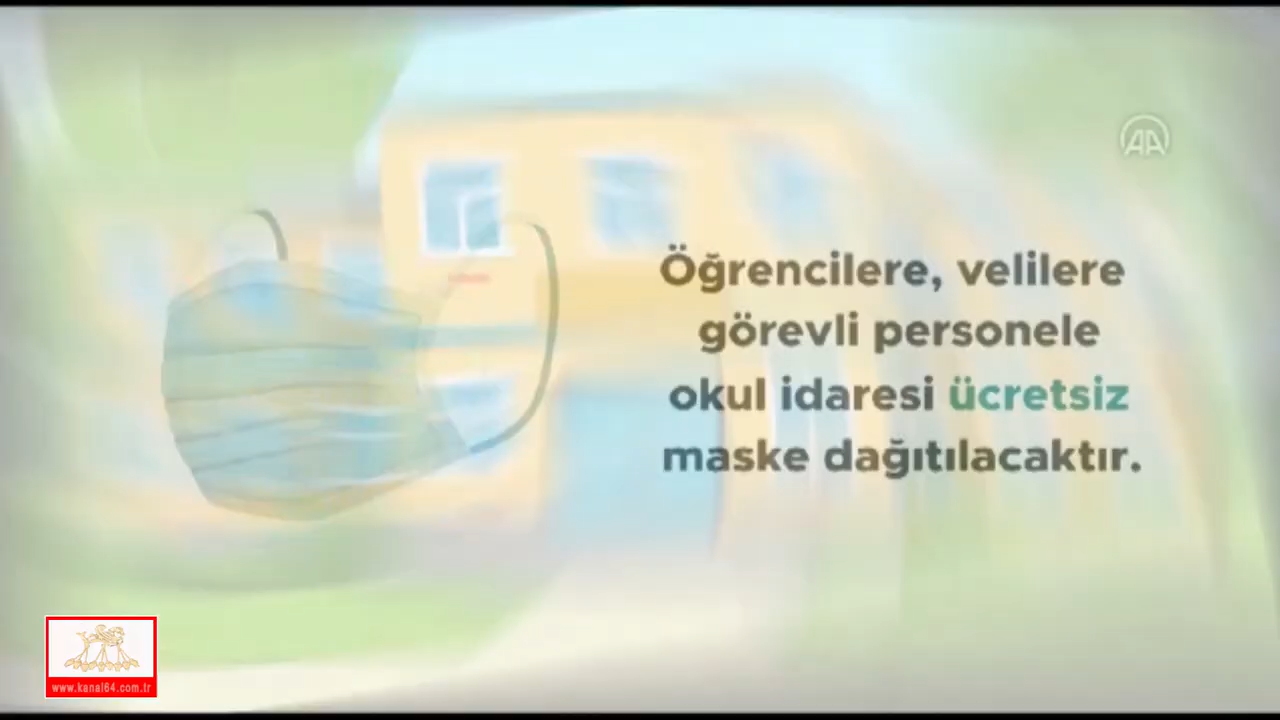 AA
Öğrencilere, velilere
görevli personele
okul idaresi ücretsiz
maske dağıtılacaktır.
www.kanal64.com.tr